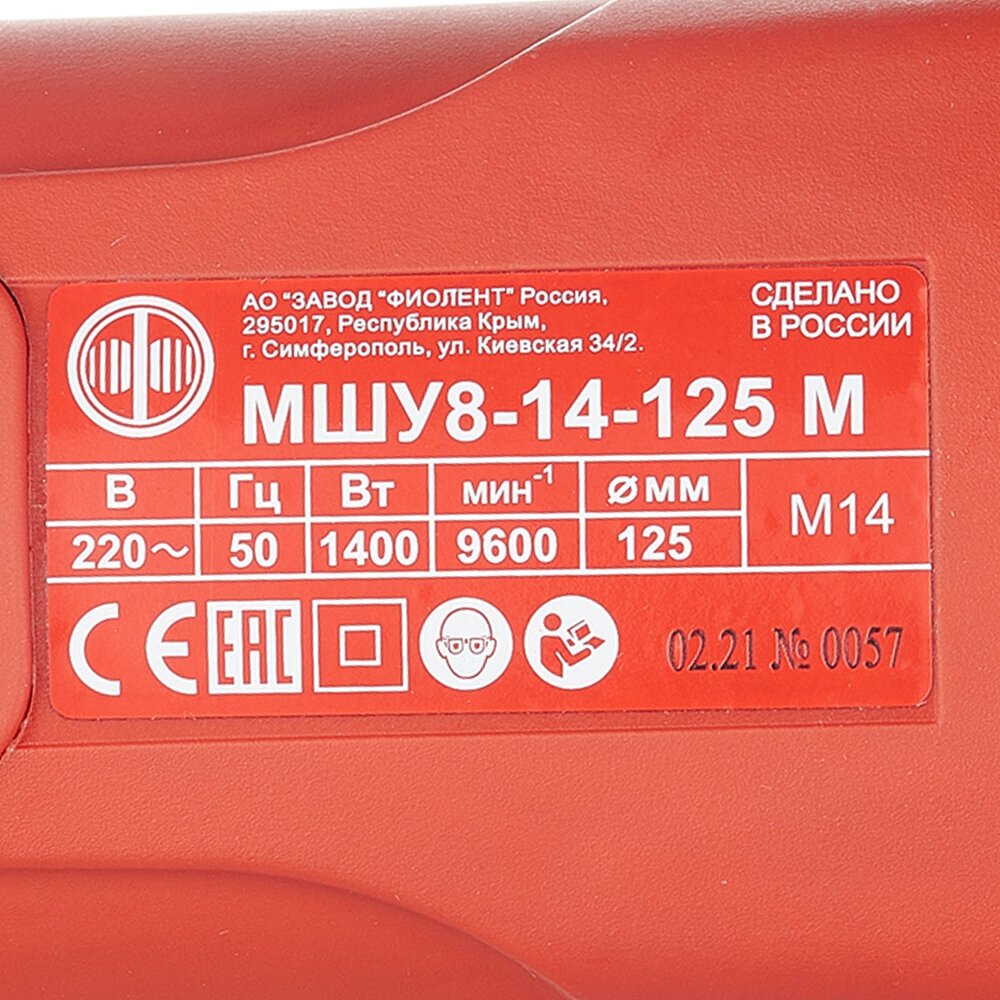 АО "ЗАВОД "ФИОЛЕНТ" Россия,
295017, Республика Крым,
г. Симферополь, ул. Киевская 34/2.
СДЕЛАНО
В РОССИИ
МШУ8-14-125 М
В Гц Вт мин⁻¹ ⌀мм М14
220~ 50 1400 9600 125
CE EAC 02.21 № 0057